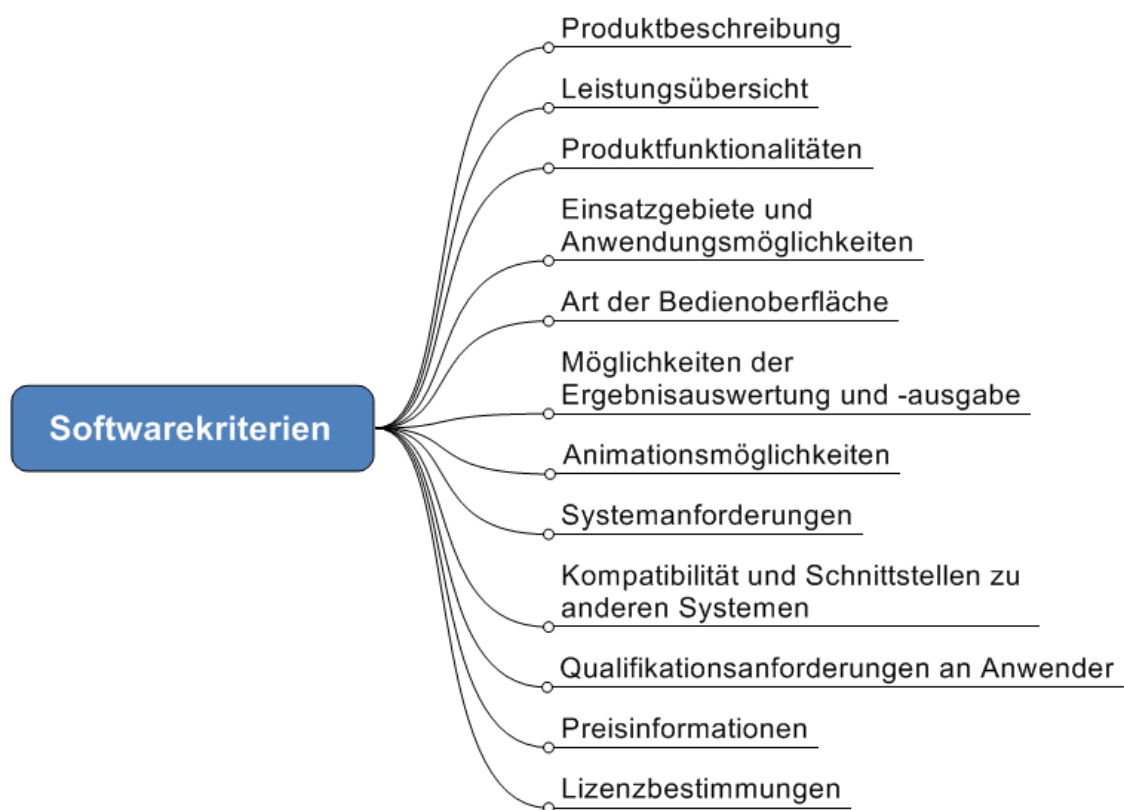 Produktbeschreibung
Leistungsübersicht
Produktfunktionalitäten
Einsatzgebiete und
Anwendungsmöglichkeiten
Art der Bedienoberfläche
Möglichkeiten der
Ergebnisauswertung und -ausgabe
Softwarekriterien
Animationsmöglichkeiten
Systemanforderungen
Kompatibilität und Schnittstellen zu
anderen Systemen
Qualifikationsanforderungen an Anwender
Preisinformationen
Lizenzbestimmungen